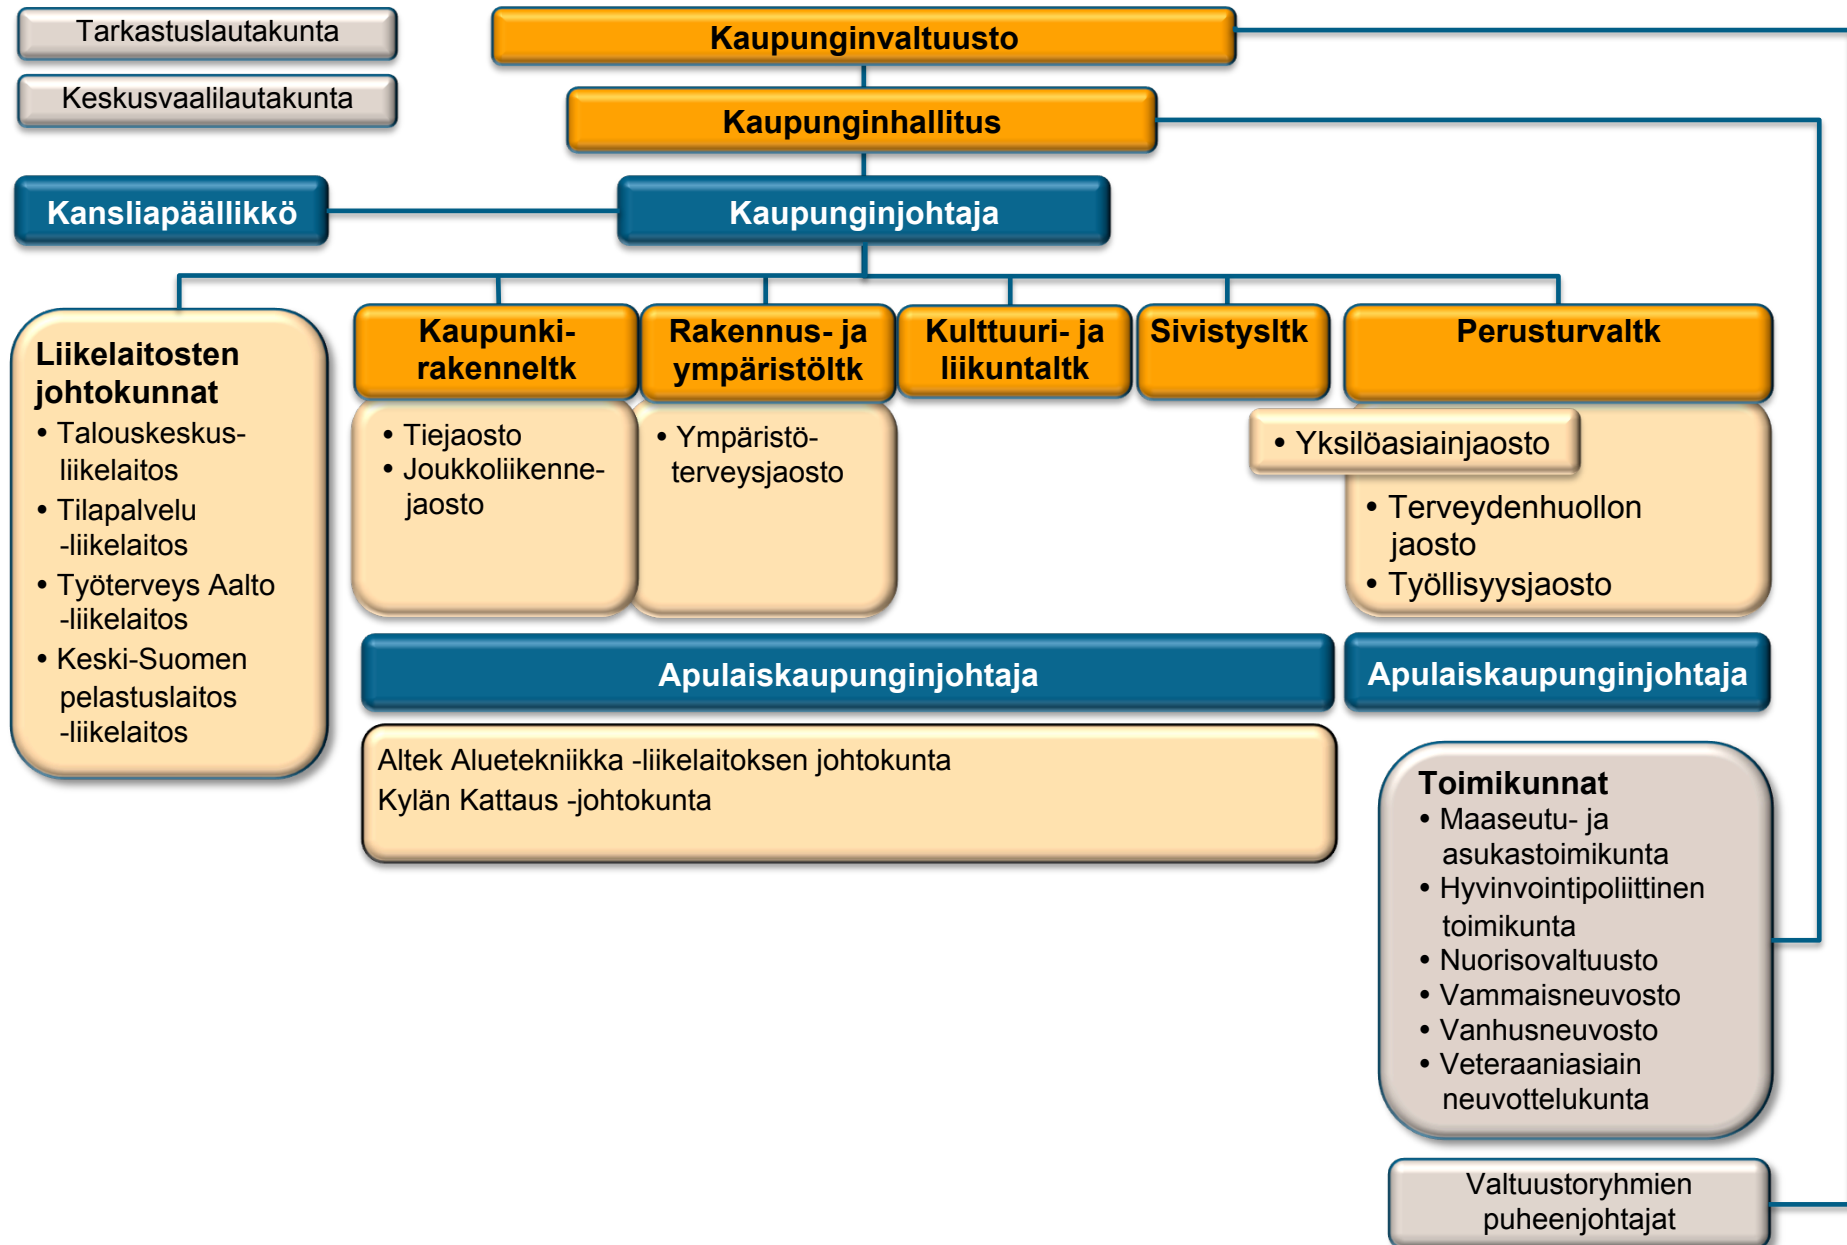 Tarkastuslautakunta
Keskusvaalilautakunta
Kaupunginvaltuusto
Kaupunginhallitus
Kansliapäällikkö
Kaupunginjohtaja
Liikelaitosten
johtokunnat
• Talouskeskus-
liikelaitos
• Tilapalvelu
-liikelaitos
• Työterveys Aalto
-liikelaitos
• Keski-Suomen
pelastuslaitos
-liikelaitos
Kaupunki-
rakenneltk
• Tiejaosto
• Joukkoliikenne-
jaosto
Rakennus- ja
ympäristöltk
• Ympäristö-
terveysjaosto
Kulttuuri- ja
liikuntaltk
Sivistysltk
Perusturvaltk
• Yksilöasiainjaosto
• Terveydenhuollon
jaosto
• Työllisyysjaosto
Apulaiskaupunginjohtaja
Apulaiskaupunginjohtaja
Altek Aluetekniikka -liikelaitoksen johtokunta
Kylän Kattaus -johtokunta
Toimikunnat
• Maaseutu- ja
asukastoimikunta
• Hyvinvointipoliittinen
toimikunta
• Nuorisovaltuusto
• Vammaisneuvosto
• Vanhusneuvosto
• Veteraaniasiain
neuvottelukunta
Valtuustoryhmien
puheenjohtajat